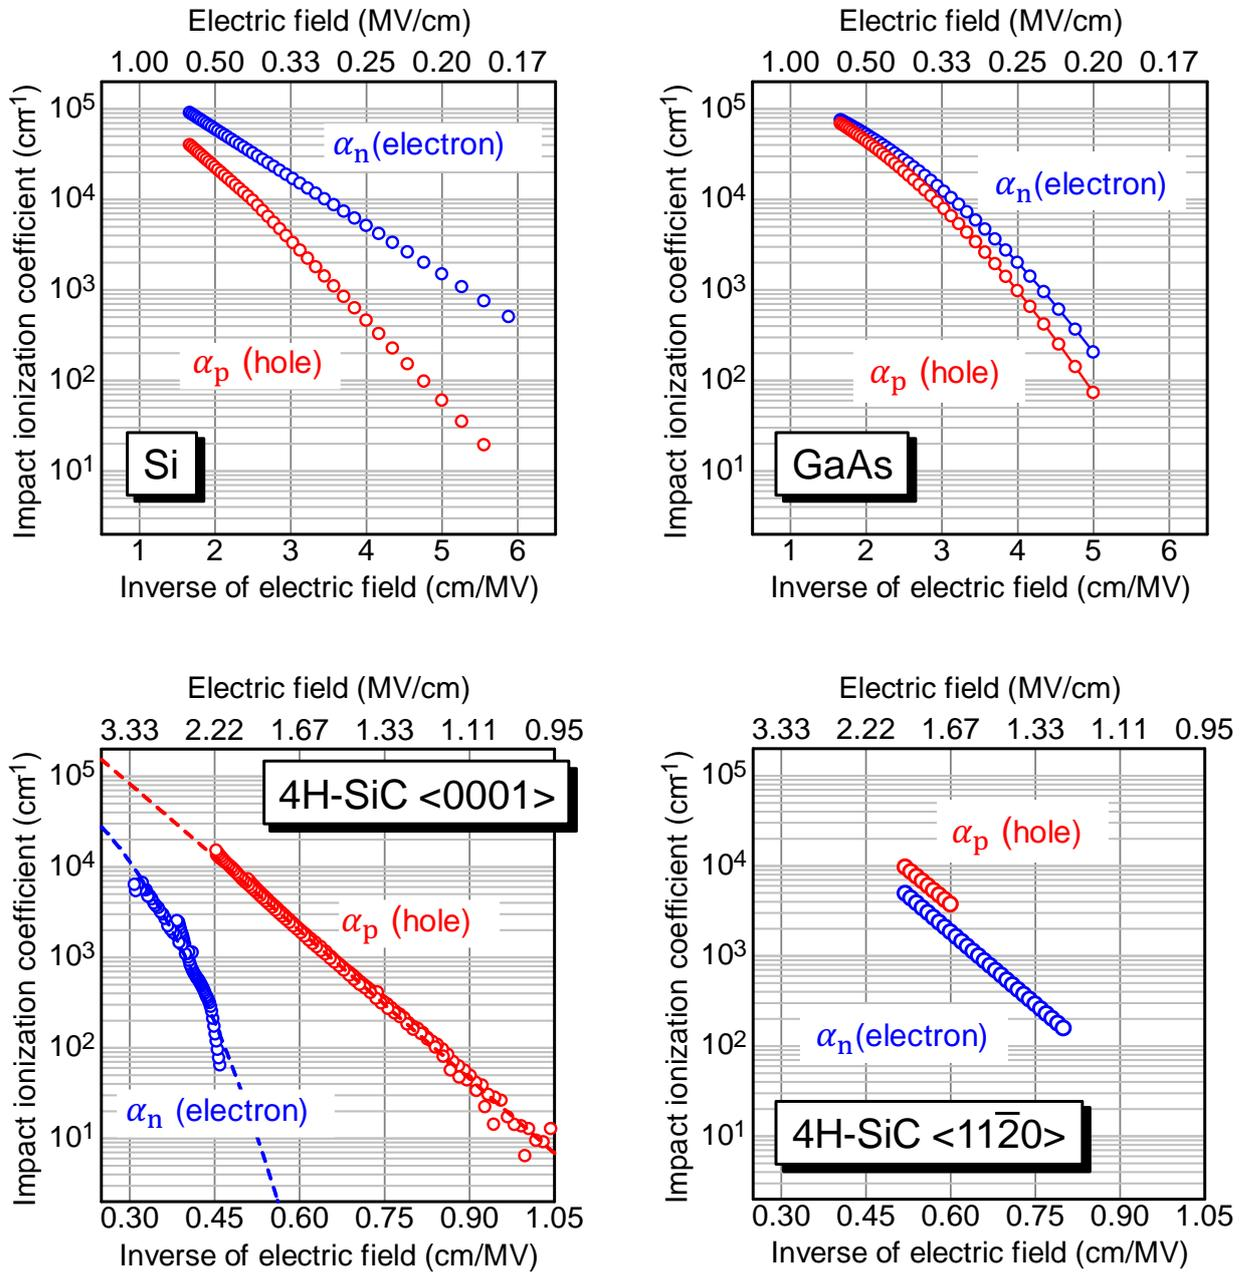 Electric field (MV/cm)
1.00 0.50 0.33 0.25 0.20 0.17
Impact ionization coefficient (cm⁻¹)
10⁵
10⁴
10³
10²
10¹
αₙ(electron)
αₚ (hole)
Si
1 2 3 4 5 6
Inverse of electric field (cm/MV)
Electric field (MV/cm)
1.00 0.50 0.33 0.25 0.20 0.17
Impact ionization coefficient (cm⁻¹)
10⁵
10⁴
10³
10²
10¹
αₙ(electron)
αₚ (hole)
GaAs
1 2 3 4 5 6
Inverse of electric field (cm/MV)
Electric field (MV/cm)
3.33 2.22 1.67 1.33 1.11 0.95
Impact ionization coefficient (cm⁻¹)
10⁵
10⁴
10³
10²
10¹
4H-SiC <0001>
αₚ (hole)
αₙ (electron)
0.30 0.45 0.60 0.75 0.90 1.05
Inverse of electric field (cm/MV)
Electric field (MV/cm)
3.33 2.22 1.67 1.33 1.11 0.95
Impact ionization coefficient (cm⁻¹)
10⁵
10⁴
10³
10²
10¹
αₚ (hole)
αₙ(electron)
4H-SiC <112̅0>
0.30 0.45 0.60 0.75 0.90 1.05
Inverse of electric field (cm/MV)